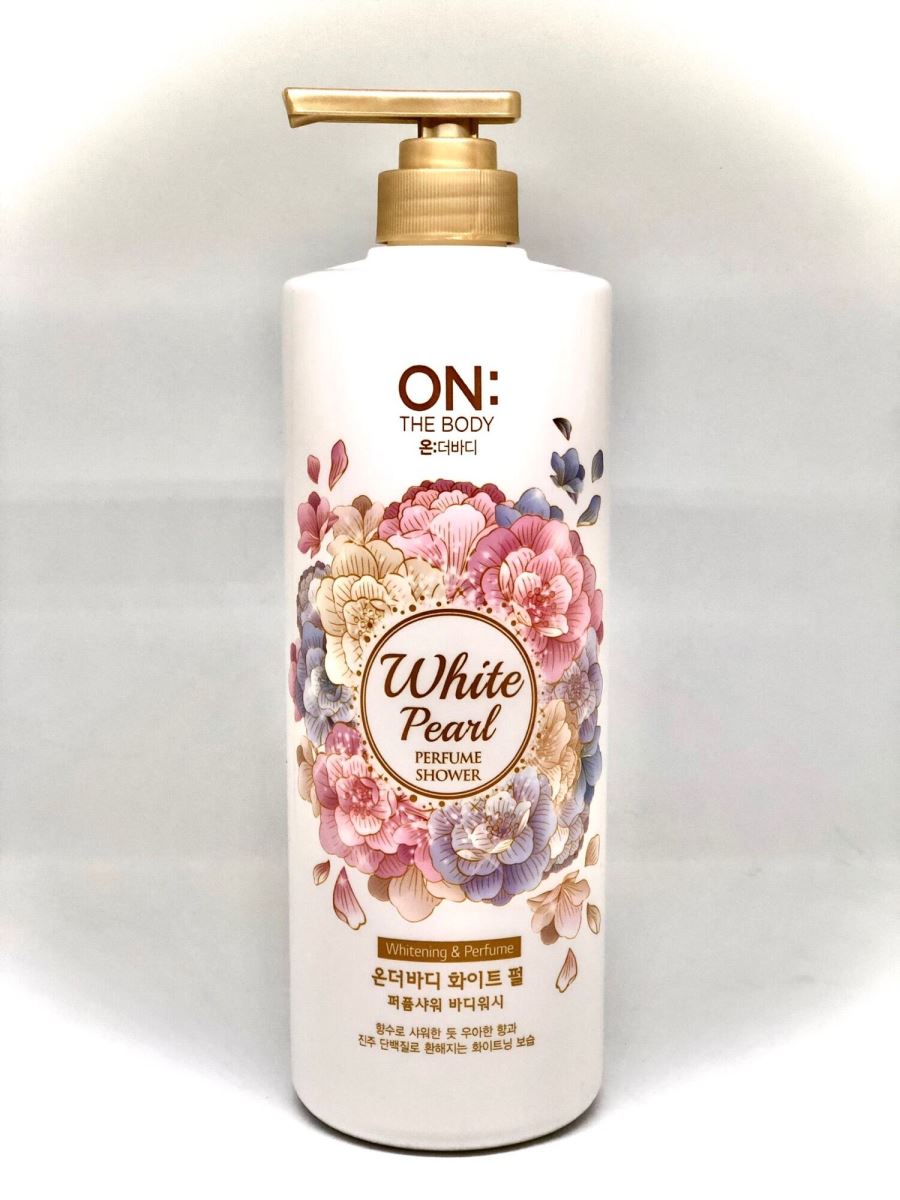 ON:
THE BODY
온:더바디
White
Pearl
PERFUME
SHOWER
Whitening & Perfume
온더바디 화이트 펄
퍼퓸샤워 바디워시
향수로 샤워한 듯 우아한 향과
진주 단백질로 환해지는 화이트닝 보습